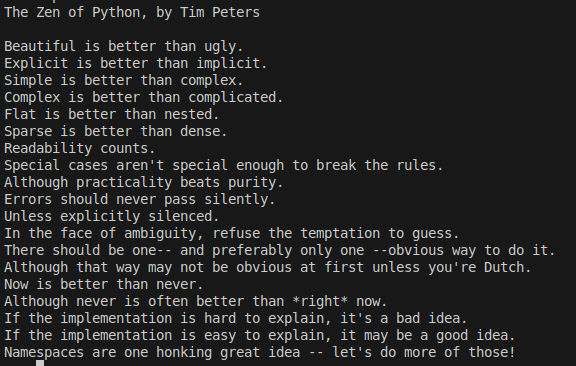 The Zen of Python, by Tim Peters
Beautiful is better than ugly.
Explicit is better than implicit.
Simple is better than complex.
Complex is better than complicated.
Flat is better than nested.
Sparse is better than dense.
Readability counts.
Special cases aren't special enough to break the rules.
Although practicality beats purity.
Errors should never pass silently.
Unless explicitly silenced.
In the face of ambiguity, refuse the temptation to guess.
There should be one-- and preferably only one --obvious way to do it.
Although that way may not be obvious at first unless you're Dutch.
Now is better than never.
Although never is often better than *right* now.
If the implementation is hard to explain, it's a bad idea.
If the implementation is easy to explain, it may be a good idea.
Namespaces are one honking great idea -- let's do more of those!